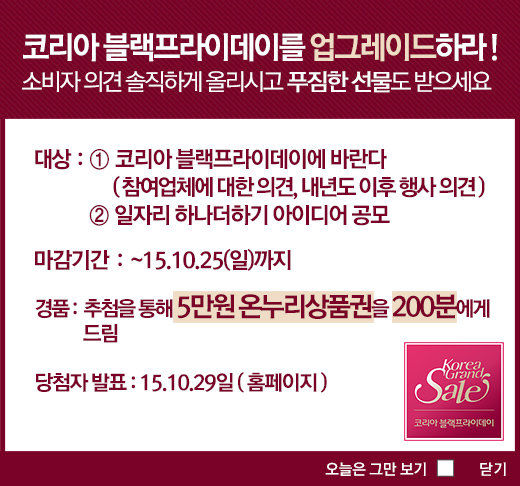 코리아 블랙프라이데이를 업그레이드하라!
소비자 의견 솔직하게 올리시고 푸짐한 선물도 받으세요
대상 : ① 코리아 블랙프라이데이에 바란다
(참여업체에 대한 의견, 내년도 이후 행사 의견)
② 일자리 하나더하기 아이디어 공모
마감기간 : ~15.10.25(일)까지
경품 : 추첨을 통해 5만원 온누리상품권을 200분에게
드림
당첨자 발표 : 15.10.29일 ( 홈페이지 )
Korea
Grand
Sale
코리아 블랙프라이데이
오늘은 그만 보기 닫기